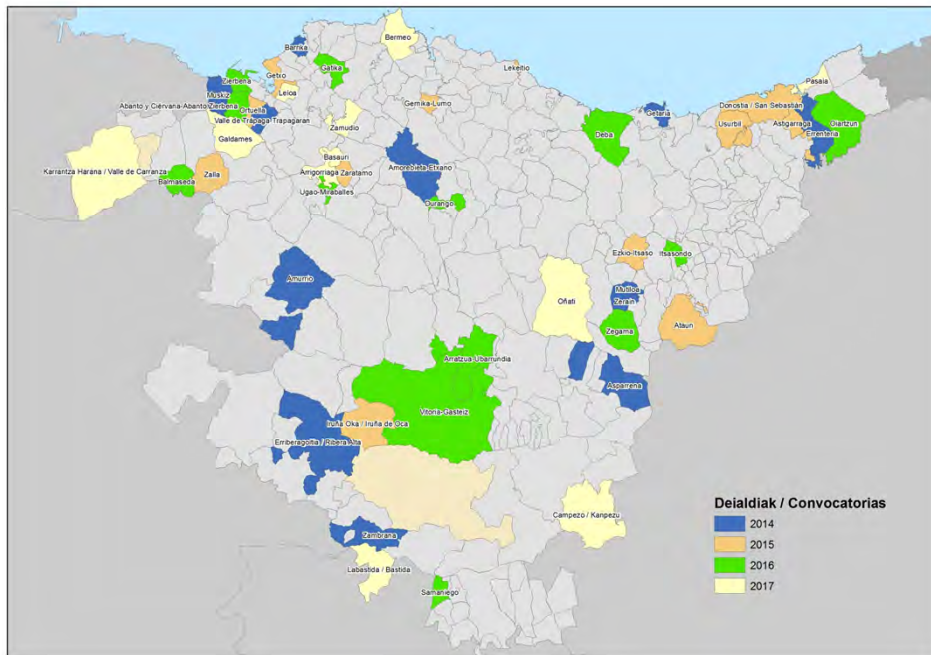 Bermeo
Barrika
Getxo
Gatika
Lekeitio
Zierbena
Muskiz
Leioa
Pasaia
Abanto y Ciérvana-Abanto Zierbena
Ortuella
Valle de Trápaga-Trapagaran
Gernika-Lumo
Getaria
Donostia / San Sebastián
Usurbil
Astigarraga
Oiartzun
Errenteria
Galdames
Zamudio
Deba
Karrantza Harana / Valle de Carranza
Balmaseda
Zalla
Basauri
Arrigorriaga
Zaratamo
Ugao-Miraballes
Amorebieta-Etxano
Durango
Ezkio-Itsaso
Itsasondo
Amurrio
Oñati
Mutiloa
Zerain
Zegama
Ataun
Arratzua-Ubarrundia
Asparrena
Vitoria-Gasteiz
Iruña Oka / Iruña de Oca
Erriberagoitia / Ribera Alta
Campezo / Kanpezu
Zambrana
Labastida / Bastida
Samaniego
Deialdiak / Convocatorias
2014
2015
2016
2017